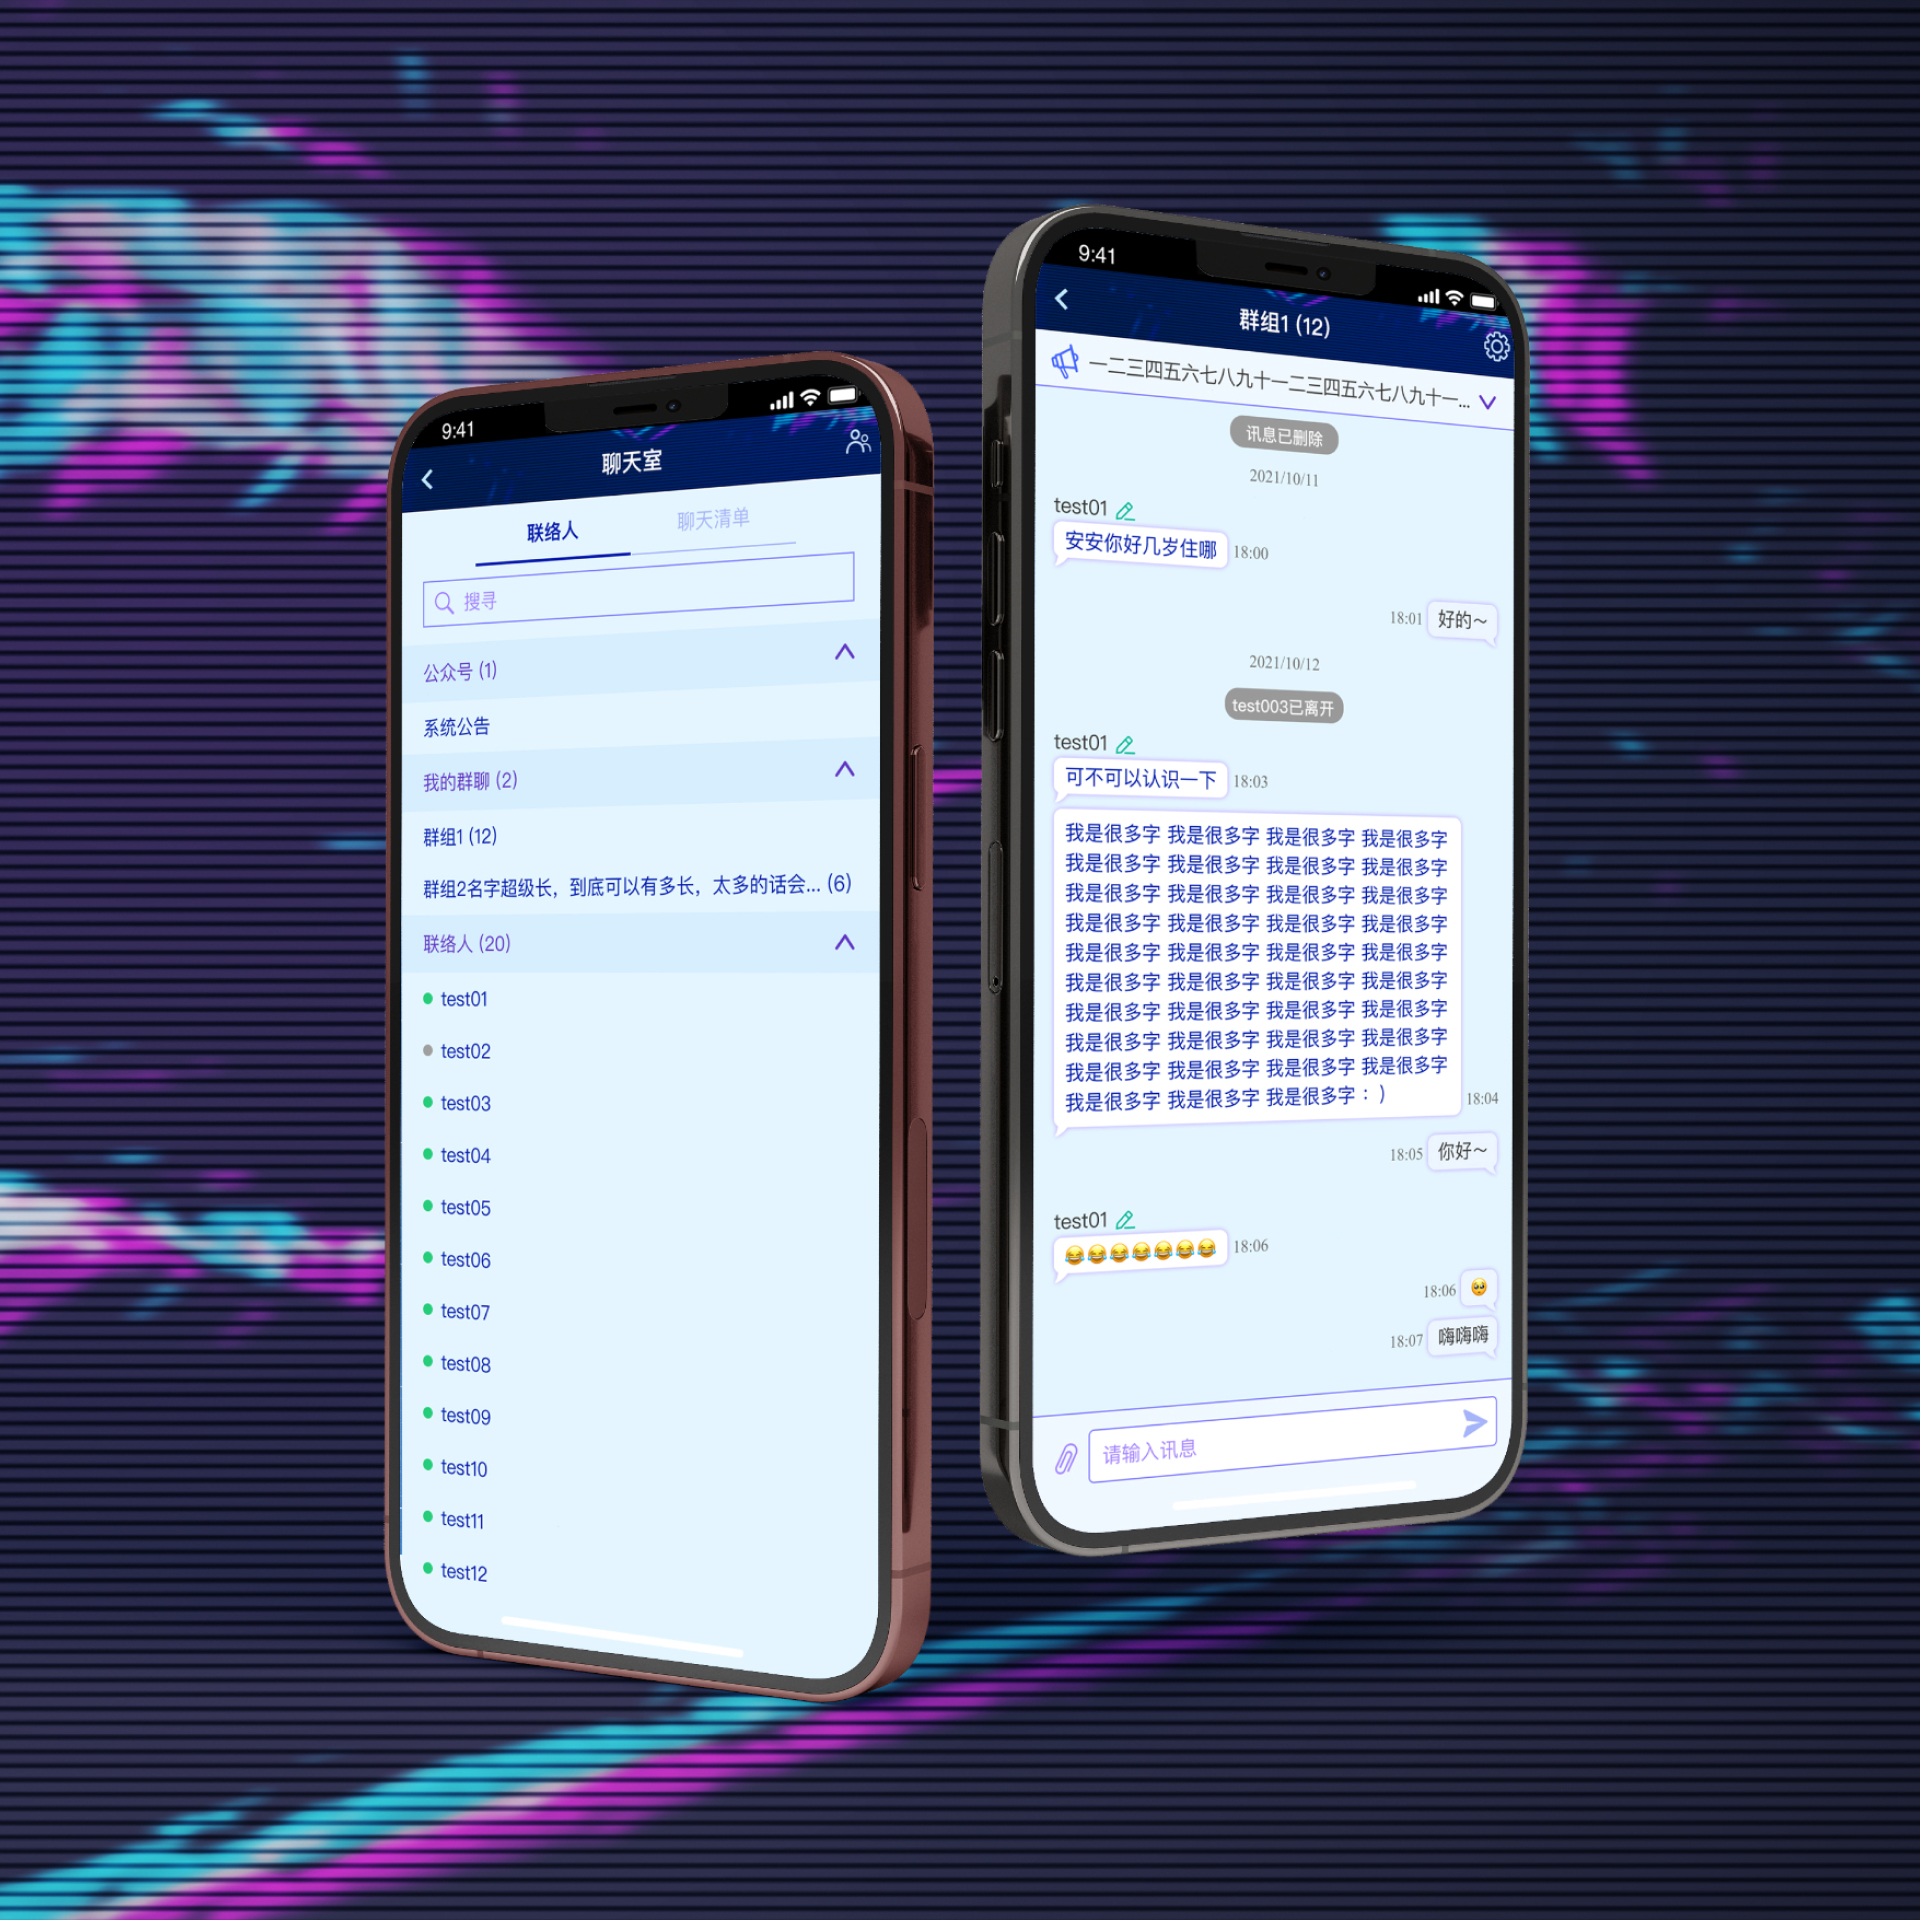 9:41
聊天室
联络人
聊天清单
搜寻
公众号 (1)
系统公告
我的群聊 (2)
群组1 (12)
群组2名字超级长，到底可以有多长，太多的话会... (6)
联络人 (20)
test01
test02
test03
test04
test05
test06
test07
test08
test09
test10
test11
test12
9:41
群组1 (12)
一二三四五六七八九十一二三四五六七八九十一...
讯息已删除
2021/10/11
test01
安安你好几岁住哪 18:00
18:01 好的～
2021/10/12
test003已离开
test01
可不可以认识一下 18:03
我是很多字 我是很多字 我是很多字 我是很多字
我是很多字 我是很多字 我是很多字 我是很多字
我是很多字 我是很多字 我是很多字 我是很多字
我是很多字 我是很多字 我是很多字 我是很多字
我是很多字 我是很多字 我是很多字 我是很多字
我是很多字 我是很多字 我是很多字 我是很多字
我是很多字 我是很多字 我是很多字 我是很多字
我是很多字 我是很多字 我是很多字 我是很多字
我是很多字 我是很多字 我是很多字 我是很多字
我是很多字 我是很多字 我是很多字：) 18:04
18:05 你好～
test01
😂😂😂😂😂😂😂 18:06
18:06 🥺
18:07 嗨嗨嗨
请输入讯息